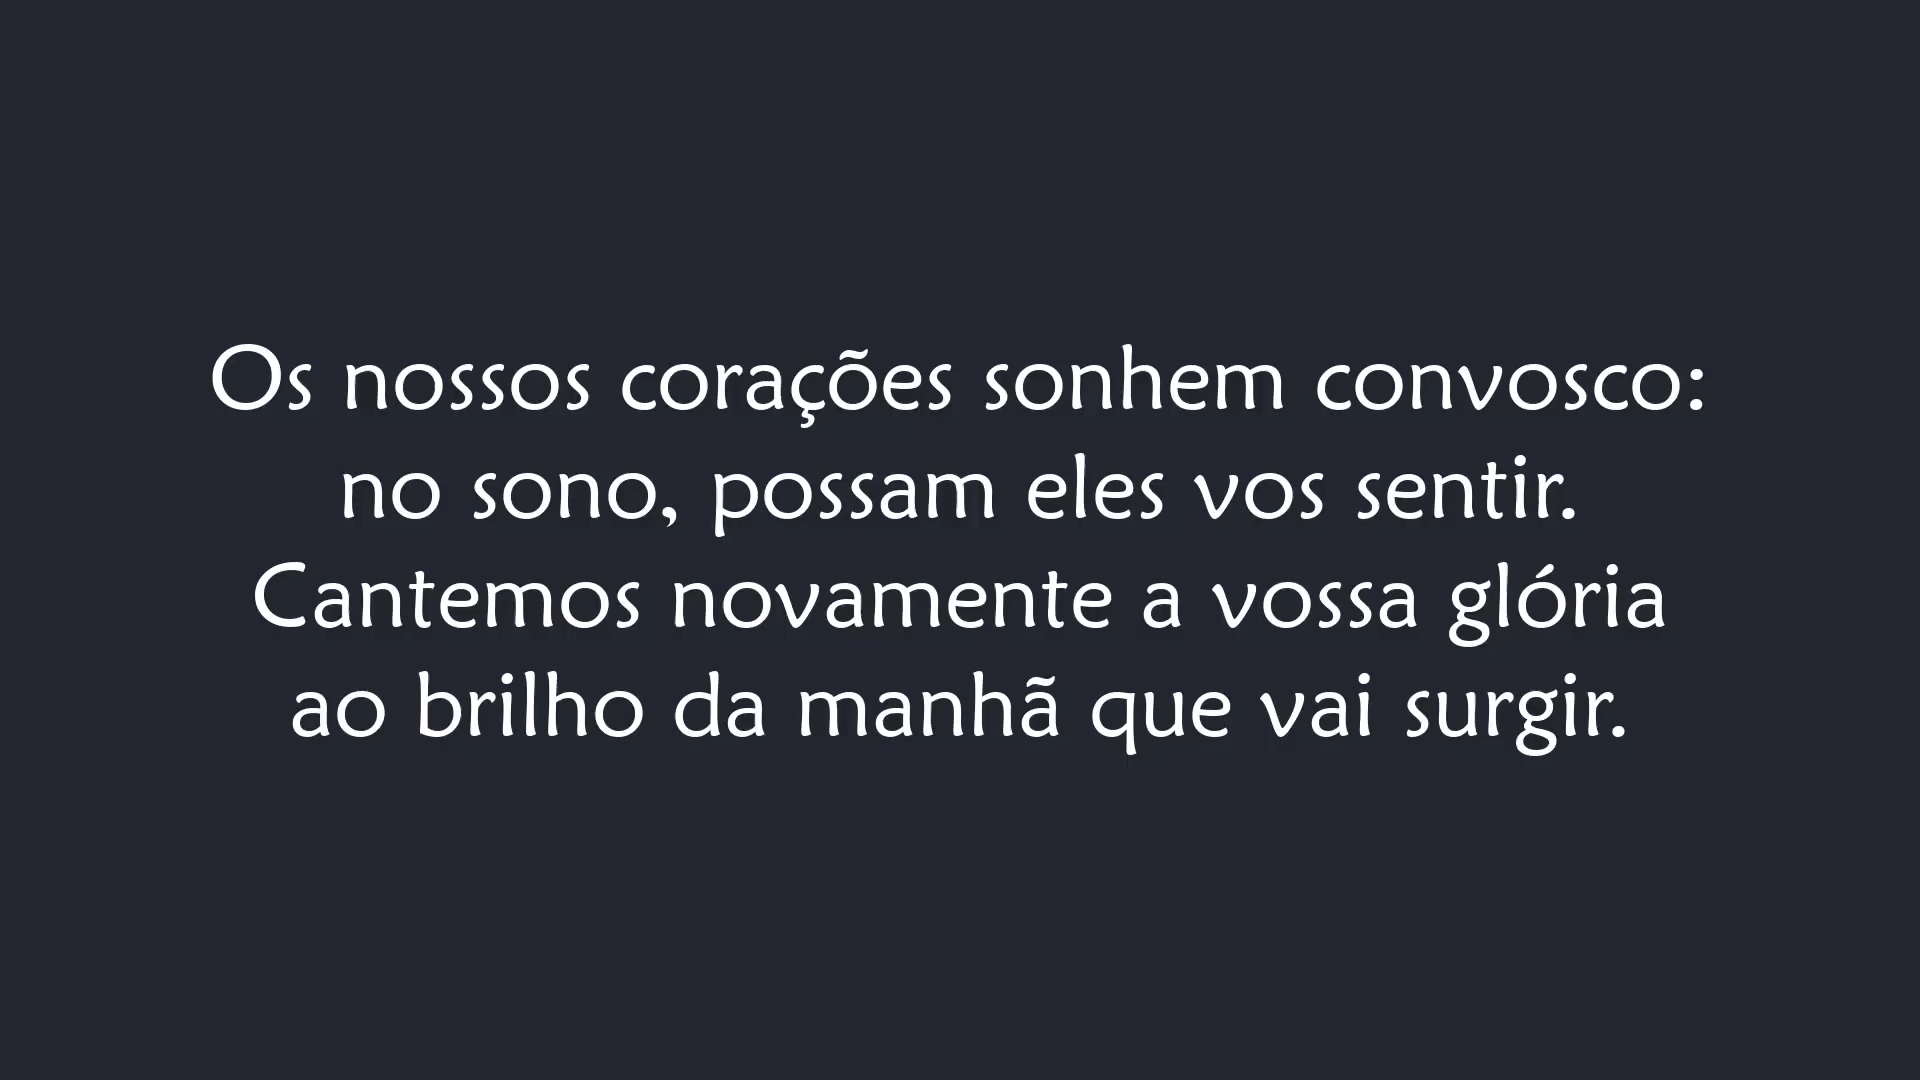 Os nossos corações sonhem convosco:
no sono, possam eles vos sentir.
Cantemos novamente a vossa glória
ao brilho da manhã que vai surgir.